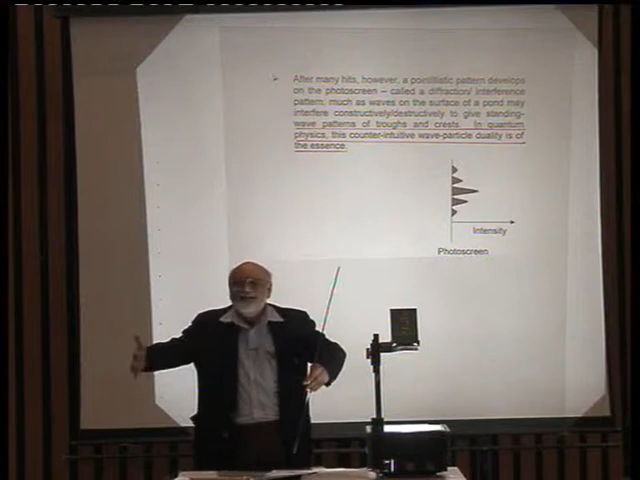 After many hits, however, a pointillistic pattern develops
on the photoscreen – called a diffraction/ interference
pattern, much as waves on the surface of a pond may
interfere constructively/destructively to give standing-
wave patterns of troughs and crests. In quantum
physics, this counter-intuitive wave-particle duality is of
the essence.
Intensity
Photoscreen